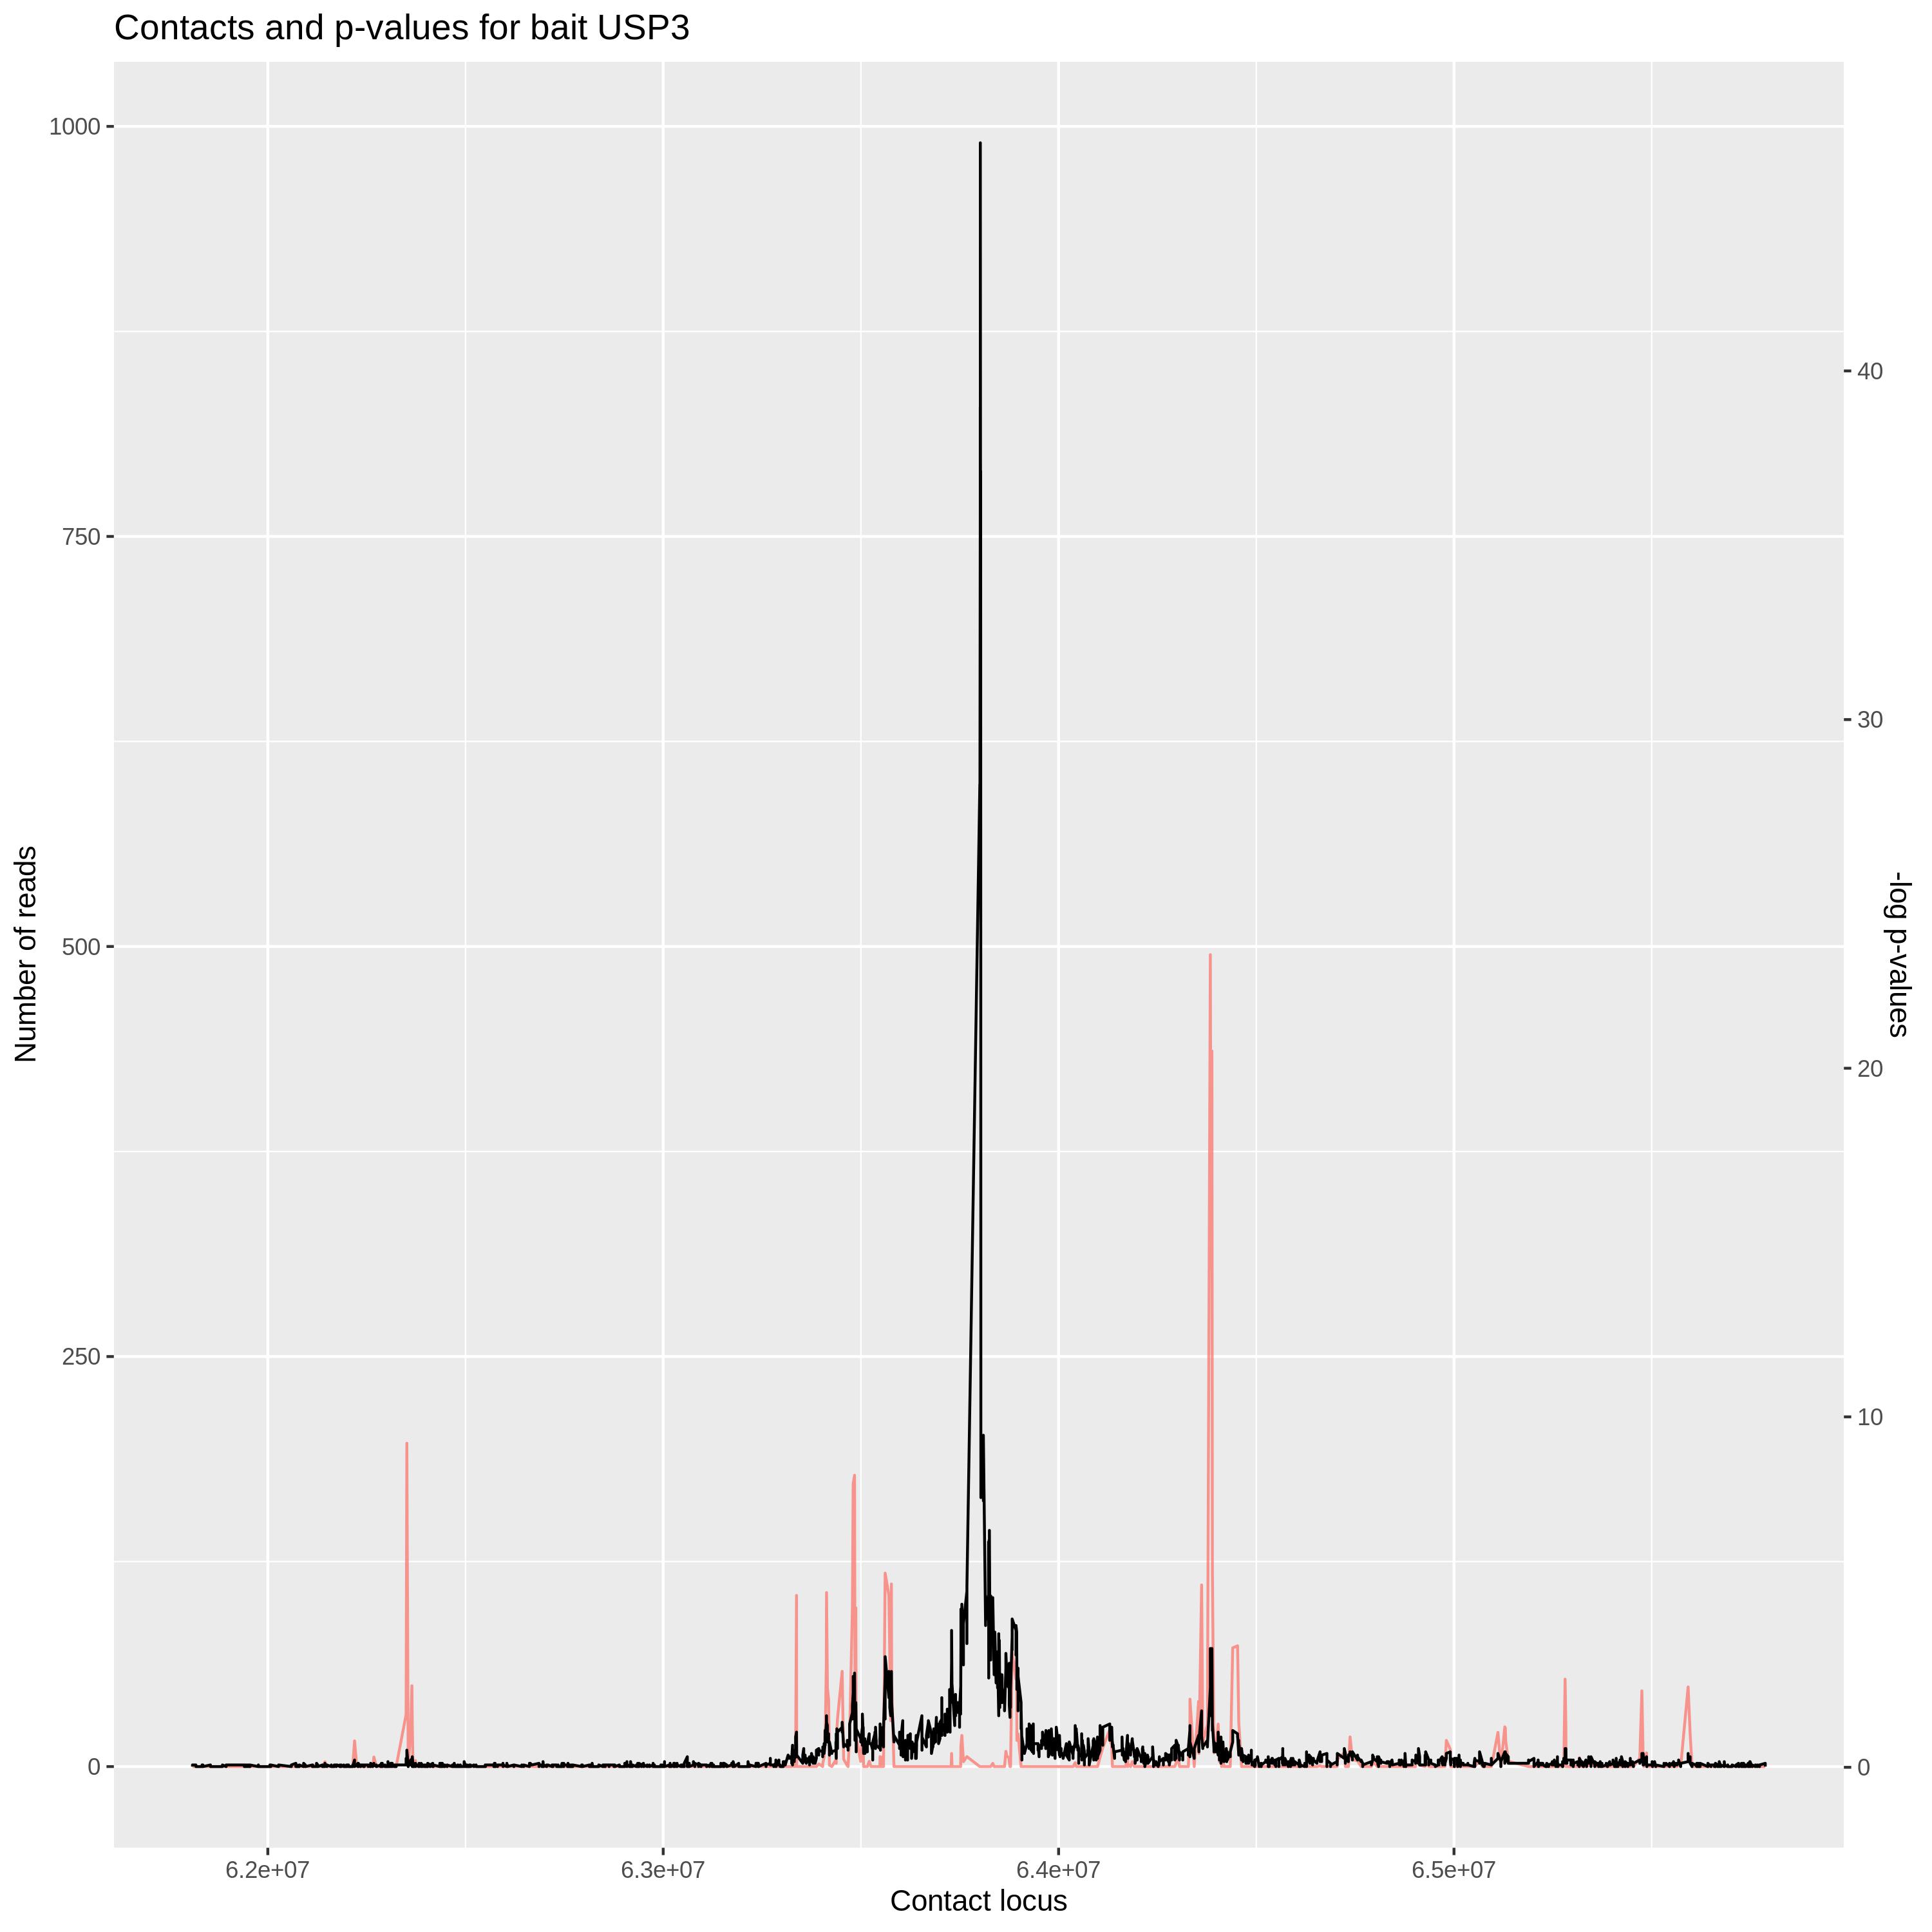 Contacts and p-values for bait USP3
1000
750
500
250
0
Number of reads
40
30
20
10
0
-log p-values
6.2e+07
6.3e+07
6.4e+07
6.5e+07
Contact locus